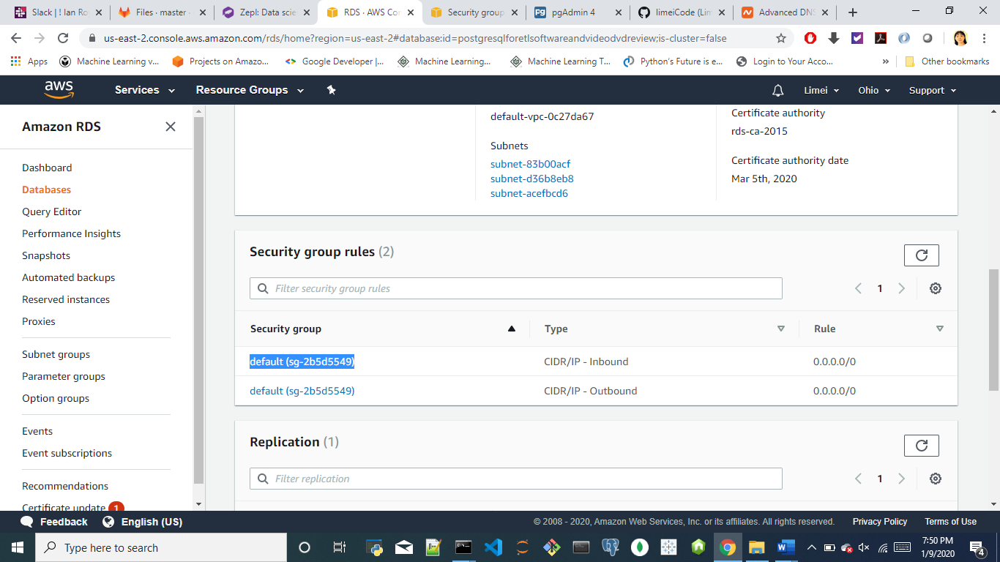 Slack | ! Ian Ro
Files · master ·
Zepl: Data scie
RDS · AWS Con
Security group
pgAdmin 4
limeiCode (Lim
Advanced DNS
us-east-2.console.aws.amazon.com/rds/home?region=us-east-2#database:id=postgresqlforetlsoftwareandvideodvdreview;is-cluster=false
Apps
Machine Learning v...
Projects on Amazo...
Google Developer |...
Machine Learning...
Machine Learning T...
Python's Future is e...
Login to Your Acco...
»
Other bookmarks
aws
Services
Resource Groups
Limei
Ohio
Support
Amazon RDS
Dashboard
Databases
Query Editor
Performance Insights
Snapshots
Automated backups
Reserved instances
Proxies
Subnet groups
Parameter groups
Option groups
Events
Event subscriptions
Recommendations
Certificate update 1
default-vpc-0c27da67
Subnets
subnet-83b00acf
subnet-d36b8eb8
subnet-acefbcd6
Certificate authority
rds-ca-2015
Certificate authority date
Mar 5th, 2020
Security group rules (2)
Filter security group rules
1
Security group
Type
Rule
default (sg-2b5d5549)
CIDR/IP - Inbound
0.0.0.0/0
default (sg-2b5d5549)
CIDR/IP - Outbound
0.0.0.0/0
Replication (1)
Filter replication
1
Feedback
English (US)
© 2008 - 2020, Amazon Web Services, Inc. or its affiliates. All rights reserved.
Privacy Policy
Terms of Use
Type here to search
7:50 PM
1/9/2020
4